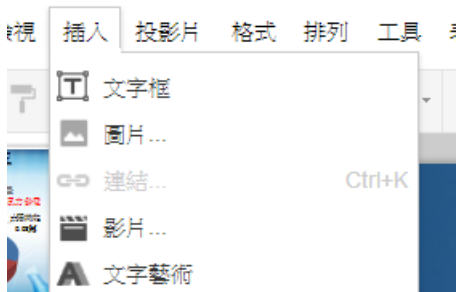 檢視 插入 投影片 格式 排列 工具
文字框
圖片...
連結... Ctrl+K
影片...
文字藝術